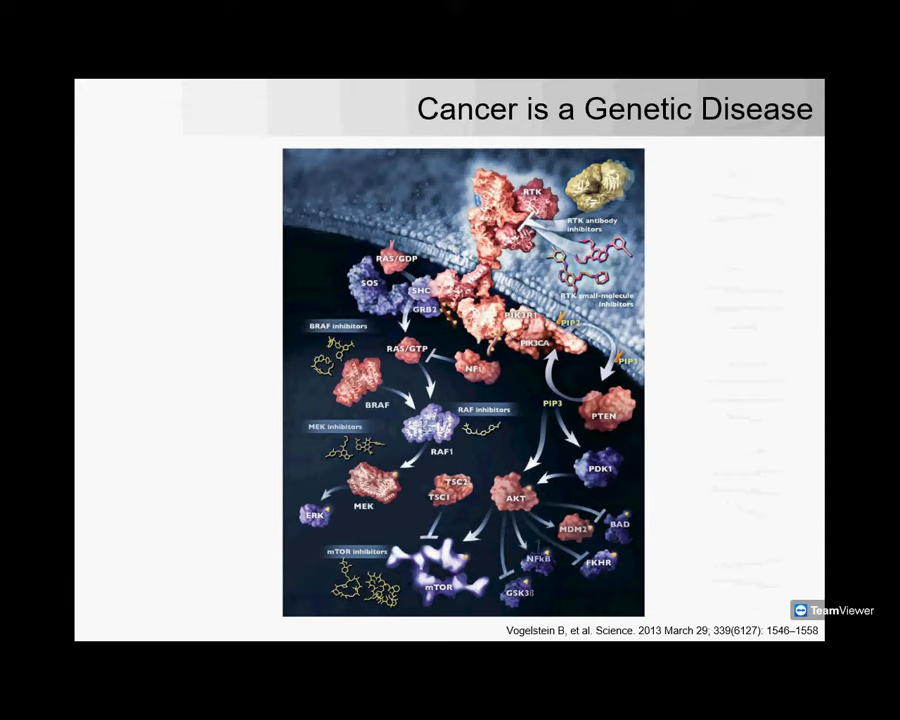 Cancer is a Genetic Disease
RTK
RTK antibody
inhibitors
RAS/GDP
SOS
SHC
GRB2
RTK small-molecule
inhibitors
PIK3R1
PIP2
BRAF inhibitors
PIK3CA
RAS/GTP
PIP3
NF1
BRAF
PIP3
PTEN
RAF inhibitors
MEK inhibitors
RAF1
PDK1
TSC2
TSC1
AKT
MEK
ERK
MDM2
BAD
mTOR inhibitors
NFkB
FKHR
mTOR
GSK3β
TeamViewer
Vogelstein B, et al. Science. 2013 March 29; 339(6127): 1546–1558